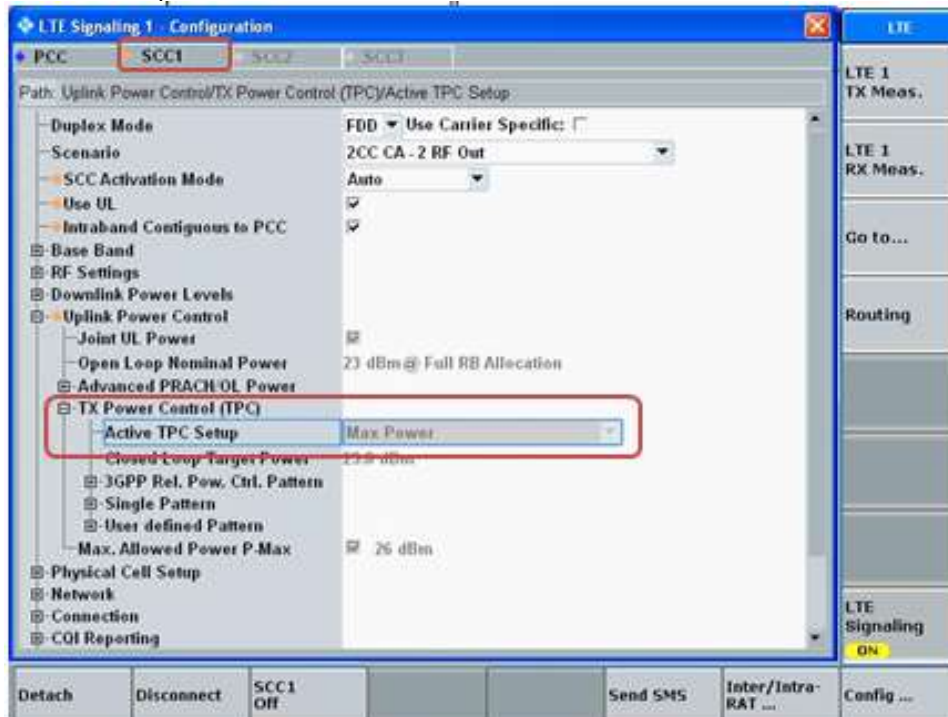 LTE Signaling 1 - Configuration
PCC SCC1 SCC2 SCC3
Path: Uplink Power Control/TX Power Control (TPC)/Active TPC Setup
Duplex Mode FDD Use Carrier Specific:
Scenario 2CC CA - 2 RF Out
SCC Activation Mode Auto
Use UL
Intraband Contiguous to PCC
Base Band
RF Settings
Downlink Power Levels
Uplink Power Control
Joint UL Power
Open Loop Nominal Power 23 dBm@ Full RB Allocation
Advanced PRACH/OL Power
TX Power Control (TPC)
Active TPC Setup Max Power
Closed Loop Target Power 23.0 dBm
3GPP Rel. Pow. Ctrl. Pattern
Single Pattern
User defined Pattern
Max. Allowed Power P-Max 26 dBm
Physical Cell Setup
Network
Connection
CQI Reporting
LTE
LTE 1
TX Meas.
LTE 1
RX Meas.
Go to...
Routing
LTE
Signaling
ON
Detach Disconnect SCC1 Off Send SMS Inter/Intra-RAT ... Config ...